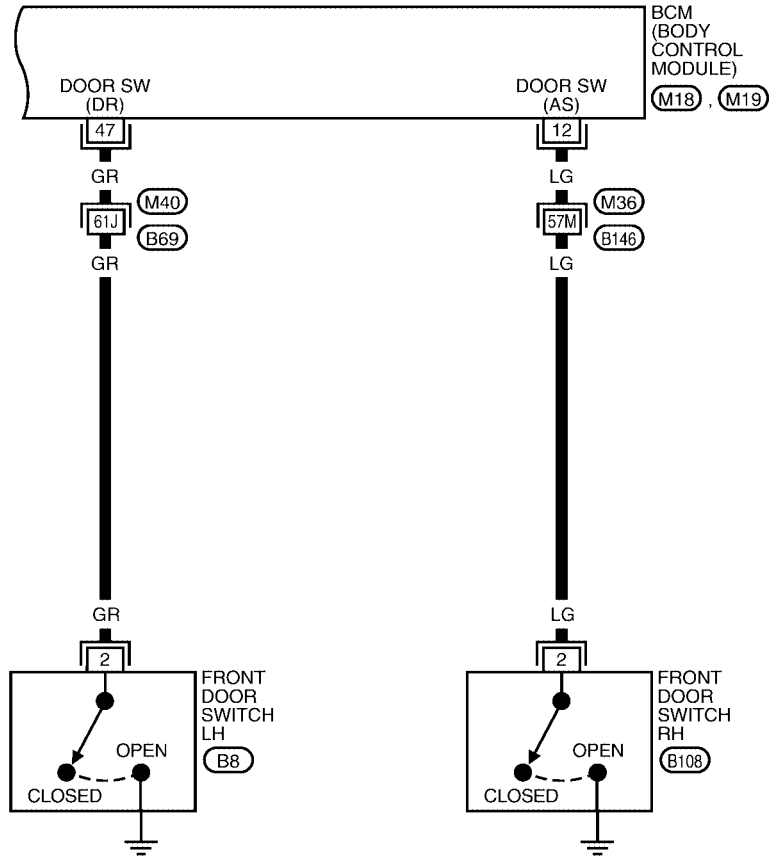 BCM
(BODY
CONTROL
MODULE)
M18 , M19
DOOR SW
(DR)
DOOR SW
(AS)
47
12
GR
LG
M40
61J
B69
M36
57M
B146
GR
LG
GR
LG
2
2
FRONT
DOOR
SWITCH
LH
B8
OPEN
CLOSED
FRONT
DOOR
SWITCH
RH
B108
OPEN
CLOSED